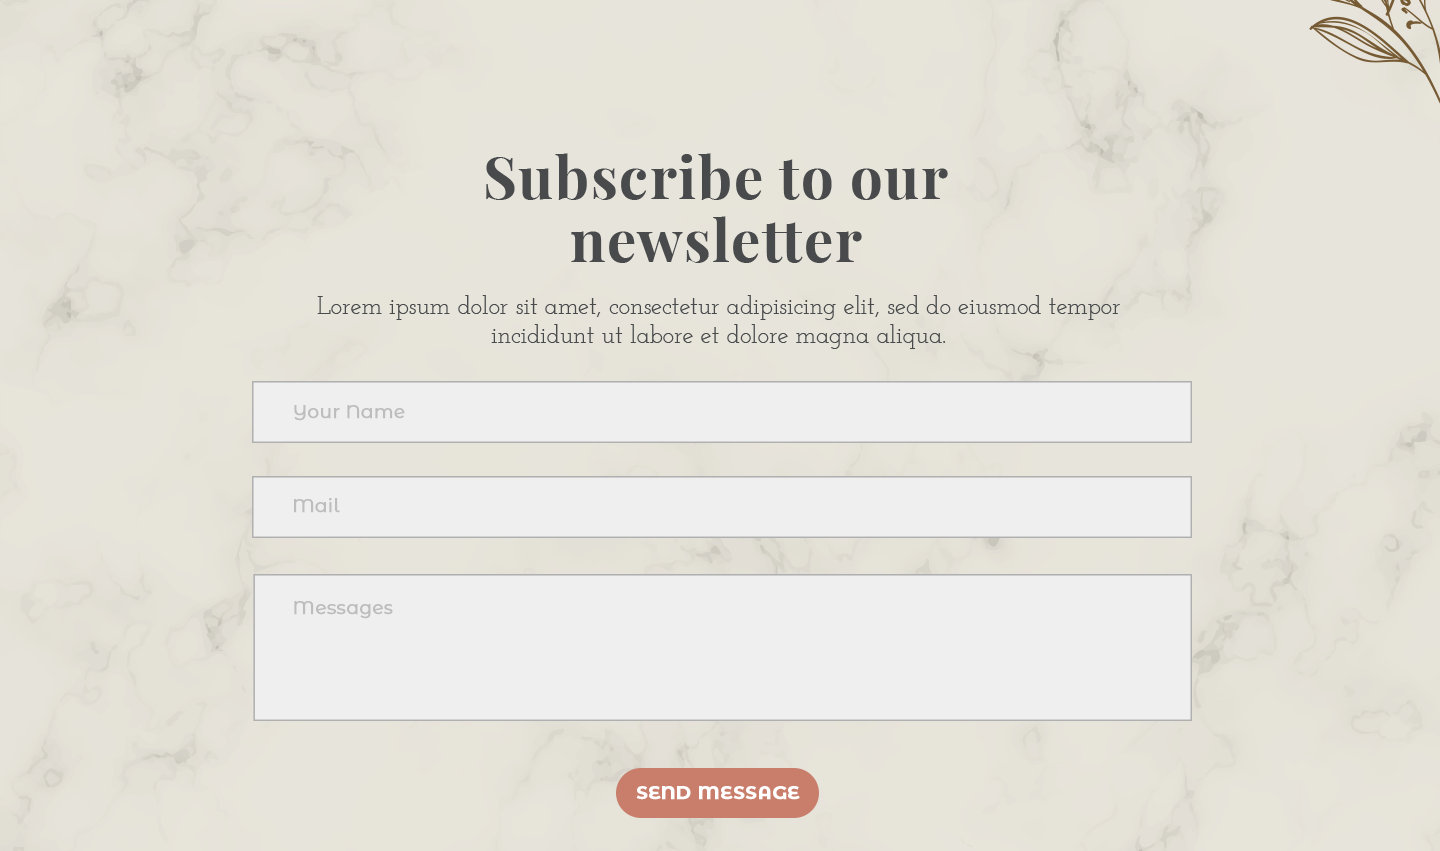 Subscribe to our
newsletter
Lorem ipsum dolor sit amet, consectetur adipisicing elit, sed do eiusmod tempor
incididunt ut labore et dolore magna aliqua.
Your Name
Mail
Messages
SEND MESSAGE